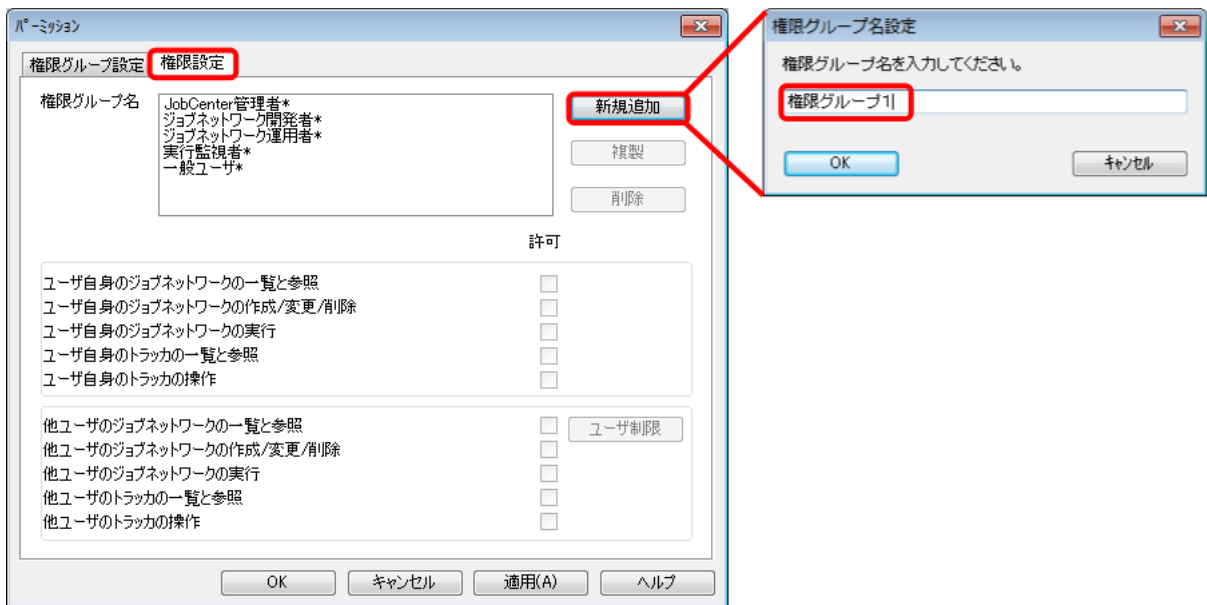 パーミッション
権限グループ設定
権限設定
権限グループ名
JobCenter管理者*
ジョブネットワーク開発者*
ジョブネットワーク運用者*
実行監視者*
一般ユーザ*
新規追加
複製
削除
許可
ユーザ自身のジョブネットワークの一覧と参照
ユーザ自身のジョブネットワークの作成/変更/削除
ユーザ自身のジョブネットワークの実行
ユーザ自身のトラッカの一覧と参照
ユーザ自身のトラッカの操作
他ユーザのジョブネットワークの一覧と参照
ユーザ制限
他ユーザのジョブネットワークの作成/変更/削除
他ユーザのジョブネットワークの実行
他ユーザのトラッカの一覧と参照
他ユーザのトラッカの操作
OK
キャンセル
適用(A)
ヘルプ
権限グループ名設定
権限グループ名を入力してください。
権限グループ1
OK
キャンセル